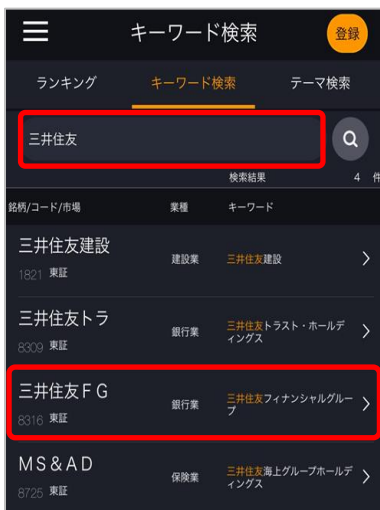 キーワード検索
登録
ランキング
キーワード検索
テーマ検索
三井住友
検索結果 4 件
銘柄/コード/市場 業種 キーワード
三井住友建設
1821 東証
建設業
三井住友建設
三井住友トラ
8309 東証
銀行業
三井住友トラスト・ホールデ
ィングス
三井住友FG
8316 東証
銀行業
三井住友フィナンシャルグルー
プ
MS&AD
8725 東証
保険業
三井住友海上グループホールデ
ィングス